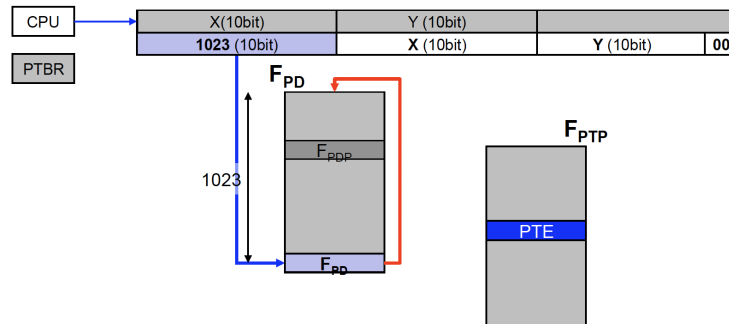 CPU
X(10bit)
Y (10bit)
1023 (10bit)
X (10bit)
Y (10bit)
00
PTBR
FPD
FPTP
FPDP
1023
PTE
FPD